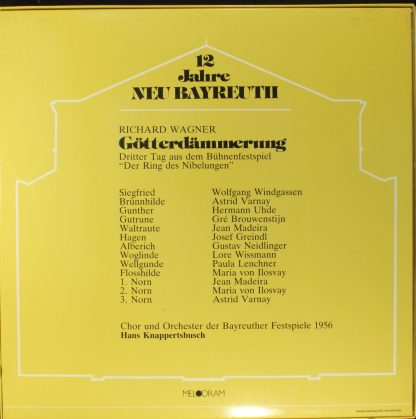 12
Jahre
NEU BAYREUTH
RICHARD WAGNER
Götterdämmerung
Dritter Tag aus dem Bühnenfestspiel
"Der Ring des Nibelungen"
Siegfried Wolfgang Windgassen
Brünnhilde Astrid Varnay
Gunther Hermann Uhde
Gutrune Gré Brouwenstijn
Waltraute Jean Madeira
Hagen Josef Greindl
Alberich Gustav Neidlinger
Woglinde Lore Wissmann
Wellgunde Paula Lenchner
Flosshilde Maria von Ilosvay
1. Norn Jean Madeira
2. Norn Maria von Ilosvay
3. Norn Astrid Varnay
Chor und Orchester der Bayreuther Festspiele 1956
Hans Knappertsbusch
MELODRAM